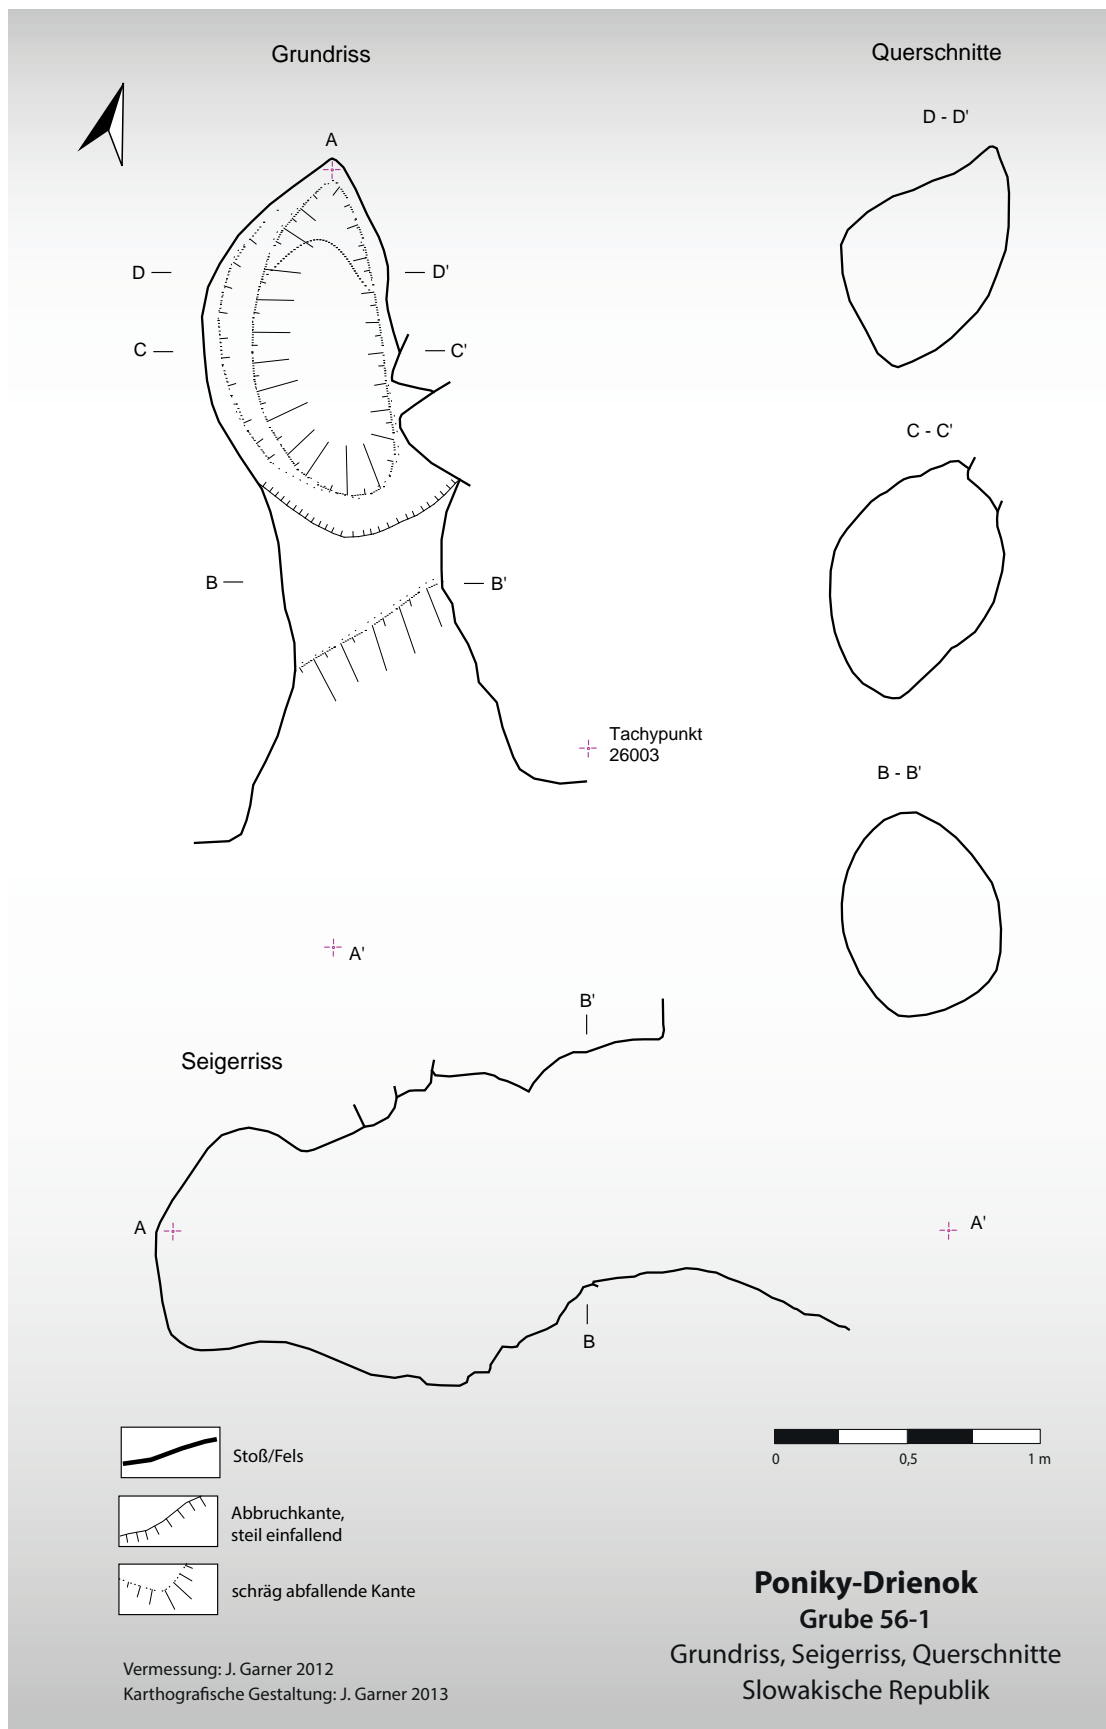 Grundriss
Querschnitte
D - D'
A
D
D'
C
C'
C - C'
B
B'
Tachypunkt
26003
B - B'
A'
B'
Seigerriss
A
A'
B
Stoß/Fels
0
0,5
1 m
Abbruchkante,
steil einfallend
schräg abfallende Kante
Poniky-Drienok
Grube 56-1
Grundriss, Seigerriss, Querschnitte
Slowakische Republik
Vermessung: J. Garner 2012
Karthografische Gestaltung: J. Garner 2013